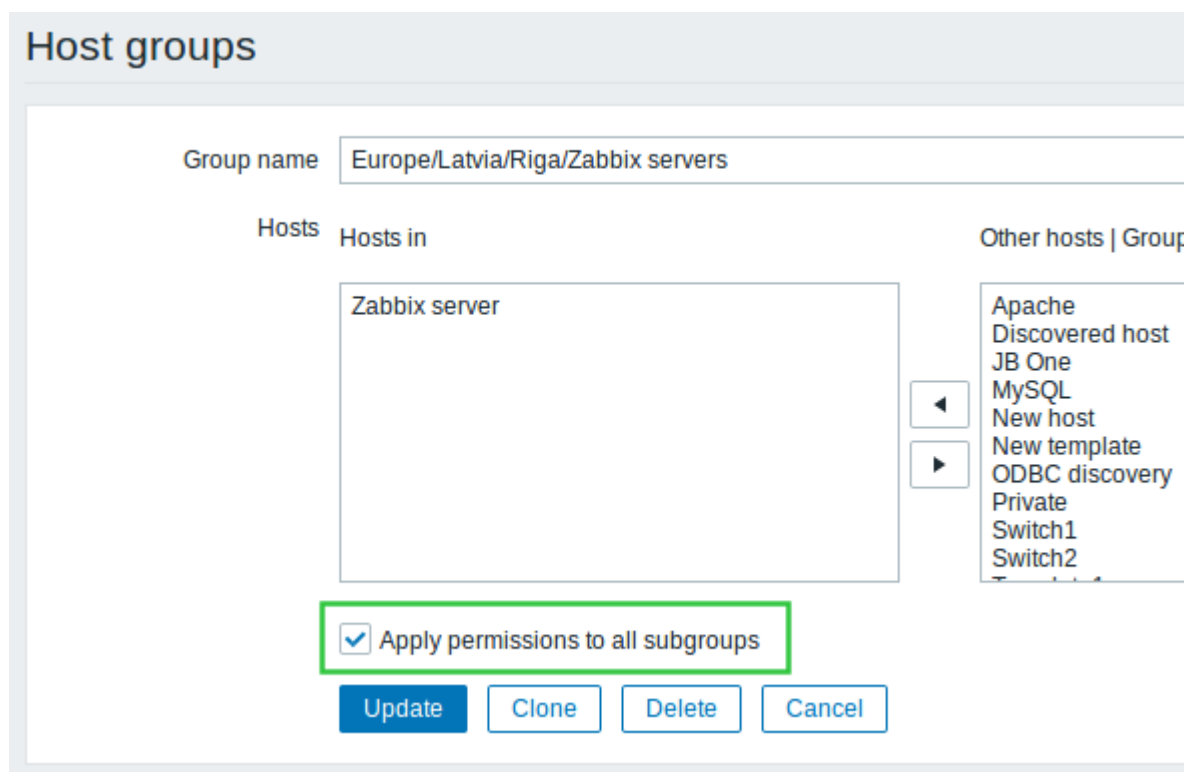 Host groups
Group name Europe/Latvia/Riga/Zabbix servers
Hosts Hosts in Other hosts | Group
Zabbix server
Apache
Discovered host
JB One
MySQL
New host
New template
ODBC discovery
Private
Switch1
Switch2
Apply permissions to all subgroups
Update Clone Delete Cancel